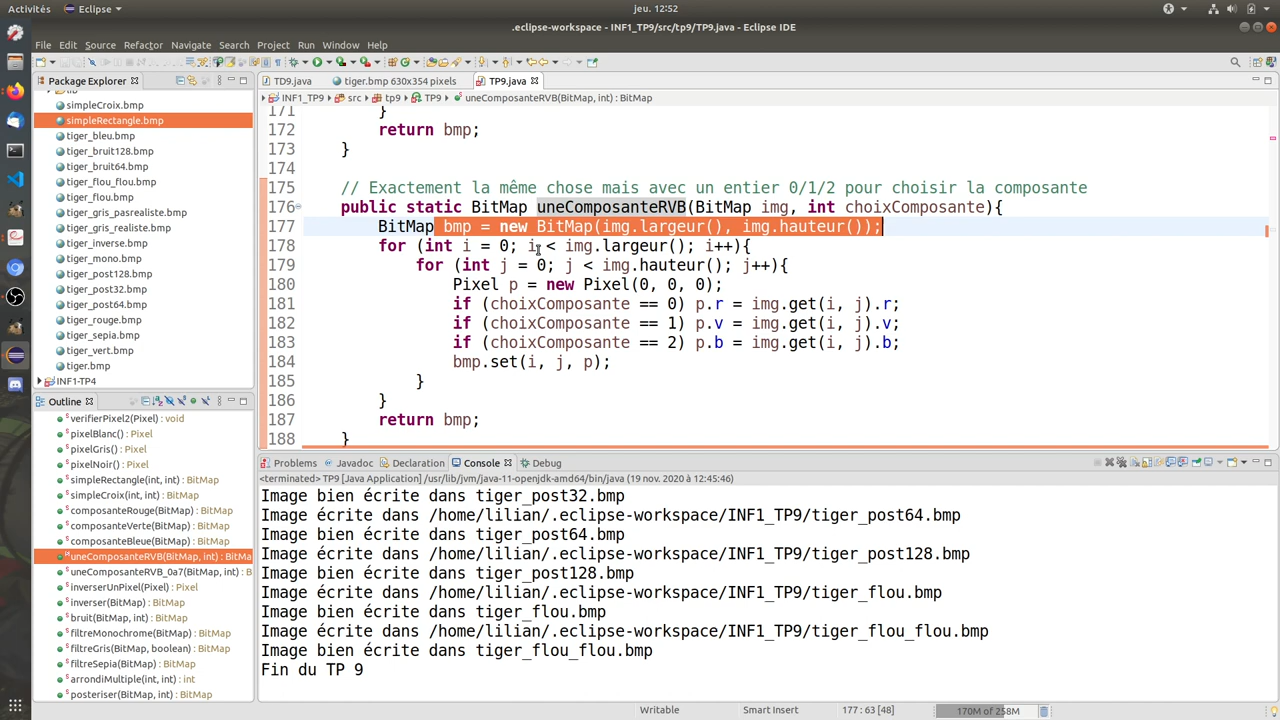 Activités Eclipse jeu. 12:52
.eclipse-workspace - INF1_TP9/src/tp9/TP9.java - Eclipse IDE
File Edit Source Refactor Navigate Search Project Run Window Help
Package Explorer
simpleCroix.bmp
simpleRectangle.bmp
tiger_bleu.bmp
tiger_bruit128.bmp
tiger_bruit64.bmp
tiger_flou_flou.bmp
tiger_flou.bmp
tiger_gris_pasrealiste.bmp
tiger_gris_realiste.bmp
tiger_inverse.bmp
tiger_mono.bmp
tiger_post128.bmp
tiger_post32.bmp
tiger_post64.bmp
tiger_rouge.bmp
tiger_sepia.bmp
tiger_vert.bmp
tiger.bmp
INF1-TP4
Outline
verifierPixel2(Pixel) : void
pixelBlanc() : Pixel
pixelGris() : Pixel
pixelNoir() : Pixel
simpleRectangle(int, int) : BitMap
simpleCroix(int, int) : BitMap
composanteRouge(BitMap) : BitMap
composanteVerte(BitMap) : BitMap
composanteBleue(BitMap) : BitMap
uneComposanteRVB(BitMap, int) : BitMa
uneComposanteRVB_0a7(BitMap, int) : B
inverserUnPixel(Pixel) : Pixel
inverser(BitMap) : BitMap
bruit(BitMap, int) : BitMap
filtreMonochrome(BitMap) : BitMap
filtreGris(BitMap, boolean) : BitMap
filtreSepia(BitMap) : BitMap
arrondiMultiple(int, int) : int
posteriser(BitMap, int) : BitMap
TD9.java tiger.bmp 630x354 pixels TP9.java
INF1_TP9 src tp9 TP9 uneComposanteRVB(BitMap, int) : BitMap
171 }
172 return bmp;
173 }
174
175 // Exactement la même chose mais avec un entier 0/1/2 pour choisir la composante
176 public static BitMap uneComposanteRVB(BitMap img, int choixComposante){
177 BitMap bmp = new BitMap(img.largeur(), img.hauteur());
178 for (int i = 0; i < img.largeur(); i++){
179 for (int j = 0; j < img.hauteur(); j++){
180 Pixel p = new Pixel(0, 0, 0);
181 if (choixComposante == 0) p.r = img.get(i, j).r;
182 if (choixComposante == 1) p.v = img.get(i, j).v;
183 if (choixComposante == 2) p.b = img.get(i, j).b;
184 bmp.set(i, j, p);
185 }
186 }
187 return bmp;
188 }
Problems Javadoc Declaration Console Debug
<terminated> TP9 [Java Application] /usr/lib/jvm/java-11-openjdk-amd64/bin/java (19 nov. 2020 à 12:45:46)
Image bien écrite dans tiger_post32.bmp
Image écrite dans /home/lilian/.eclipse-workspace/INF1_TP9/tiger_post64.bmp
Image bien écrite dans tiger_post64.bmp
Image écrite dans /home/lilian/.eclipse-workspace/INF1_TP9/tiger_post128.bmp
Image bien écrite dans tiger_post128.bmp
Image écrite dans /home/lilian/.eclipse-workspace/INF1_TP9/tiger_flou.bmp
Image bien écrite dans tiger_flou.bmp
Image écrite dans /home/lilian/.eclipse-workspace/INF1_TP9/tiger_flou_flou.bmp
Image bien écrite dans tiger_flou_flou.bmp
Fin du TP 9
Writable Smart Insert 177 : 63 [48] 170M of 258M